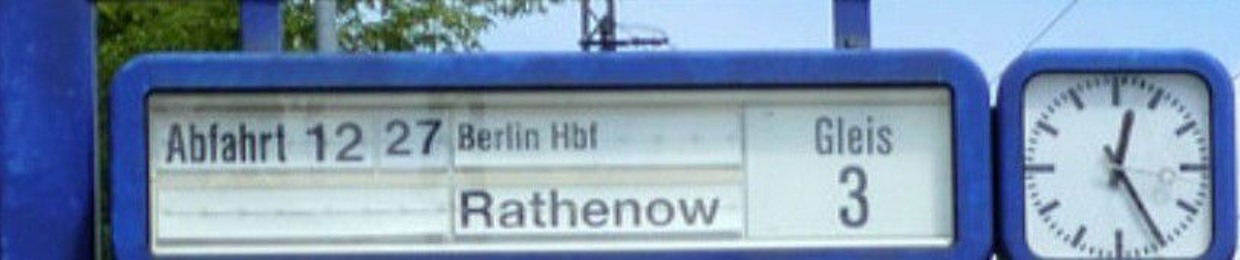 Abfahrt 12 27 Berlin Hbf
Rathenow
Gleis
3